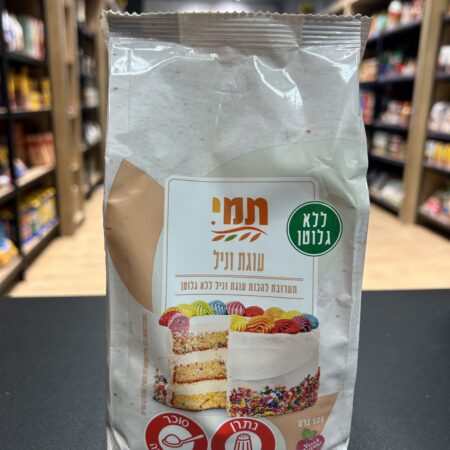 תמי
ללא
גלוטן
עוגת וניל
תערובת להכנת עוגת וניל ללא גלוטן
סוכר
נתרן
500 גרם